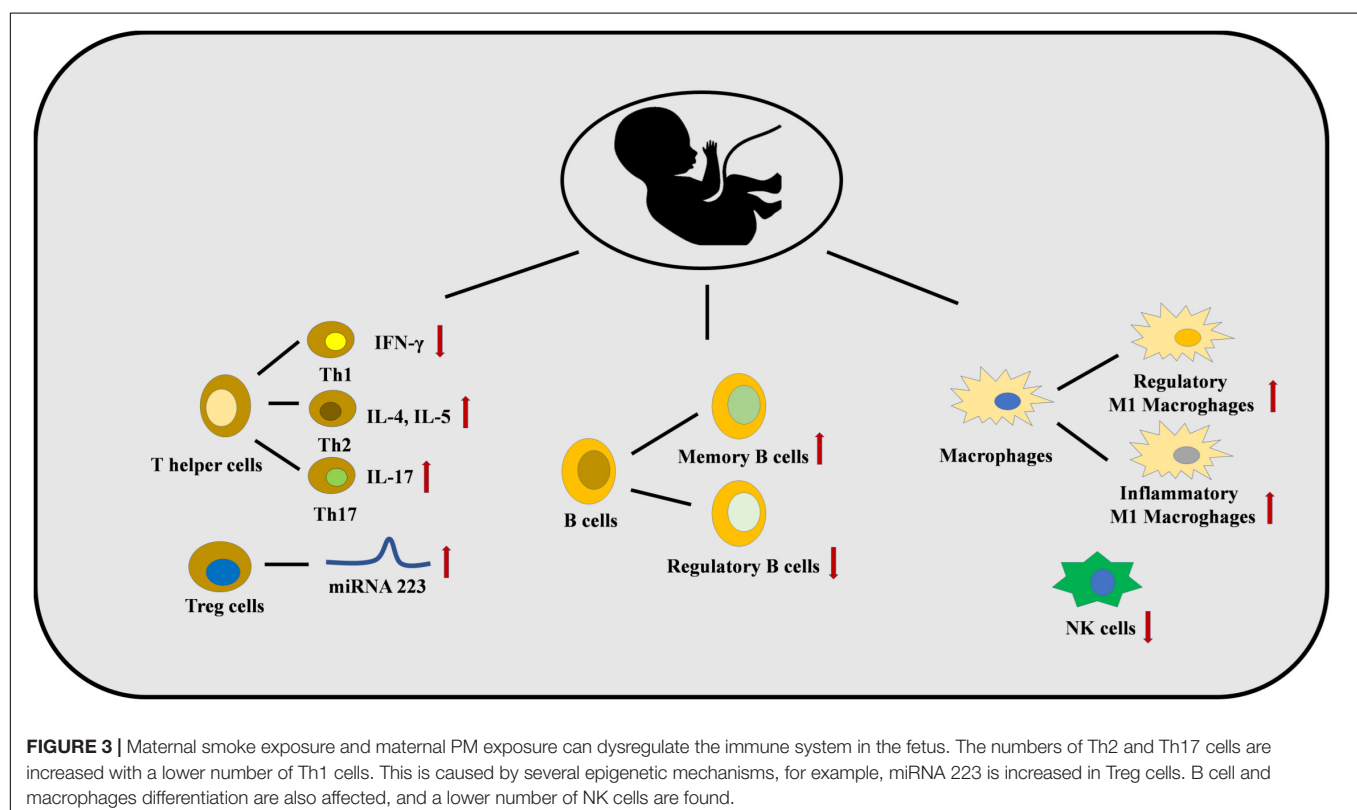 IFN-γ
Th1
IL-4, IL-5
Th2
T helper cells
IL-17
Th17
Treg cells
miRNA 223
B cells
Memory B cells
Regulatory B cells
Macrophages
Regulatory
M1 Macroghages
Inflammatory
M1 Macroghages
NK cells
FIGURE 3 | Maternal smoke exposure and maternal PM exposure can dysregulate the immune system in the fetus. The numbers of Th2 and Th17 cells are
increased with a lower number of Th1 cells. This is caused by several epigenetic mechanisms, for example, miRNA 223 is increased in Treg cells. B cell and
macrophages differentiation are also affected, and a lower number of NK cells are found.